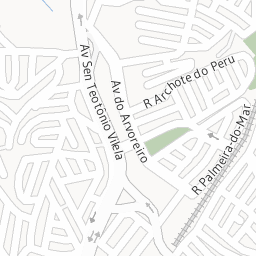 Av Sen Teotônio Vilela
Av do Arvoreiro
R Archote do Peru
R Palmeira-do-Mar